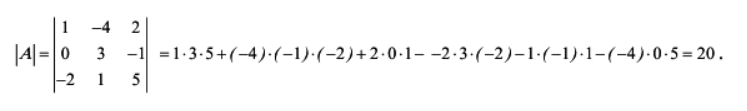 |A| = | 1 -4 2 | = 1·3·5+(-4)·(-1)·(-2)+2·0·1- -2·3·(-2)-1·(-1)·1-(-4)·0·5 = 20 .
| 0 3 -1 |
| -2 1 5 |